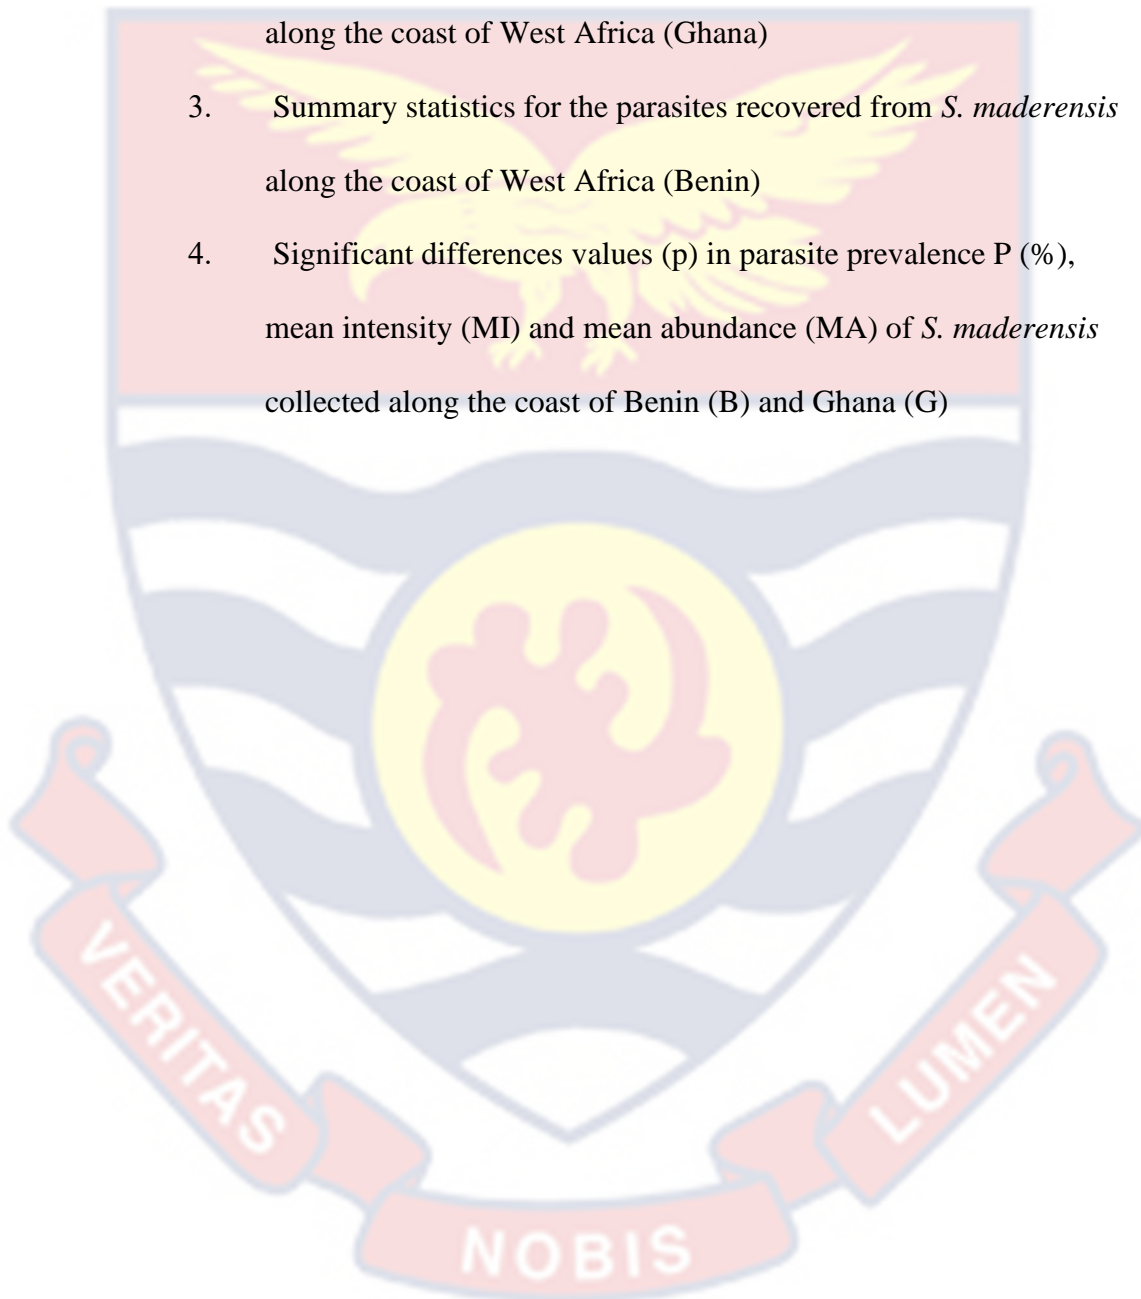 along the coast of West Africa (Ghana)
3. Summary statistics for the parasites recovered from S. maderensis
along the coast of West Africa (Benin)
4. Significant differences values (p) in parasite prevalence P (%),
mean intensity (MI) and mean abundance (MA) of S. maderensis
collected along the coast of Benin (B) and Ghana (G)
VERITAS
NOBIS
LUMEN